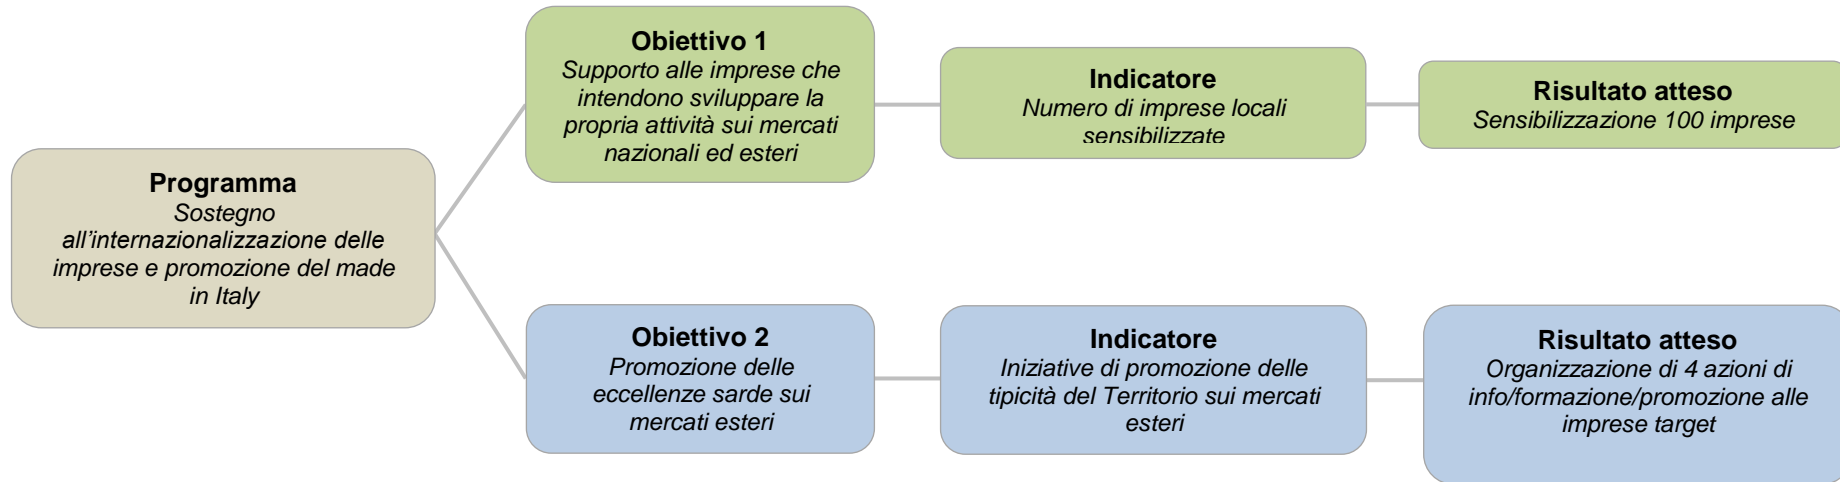 Programma
Sostegno
all’internazionalizzazione delle
imprese e promozione del made
in Italy
Obiettivo 1
Supporto alle imprese che
intendono sviluppare la
propria attività sui mercati
nazionali ed esteri
Indicatore
Numero di imprese locali
sensibilizzate
Risultato atteso
Sensibilizzazione 100 imprese
Obiettivo 2
Promozione delle
eccellenze sarde sui
mercati esteri
Indicatore
Iniziative di promozione delle
tipicità del Territorio sui mercati
esteri
Risultato atteso
Organizzazione di 4 azioni di
info/formazione/promozione alle
imprese target